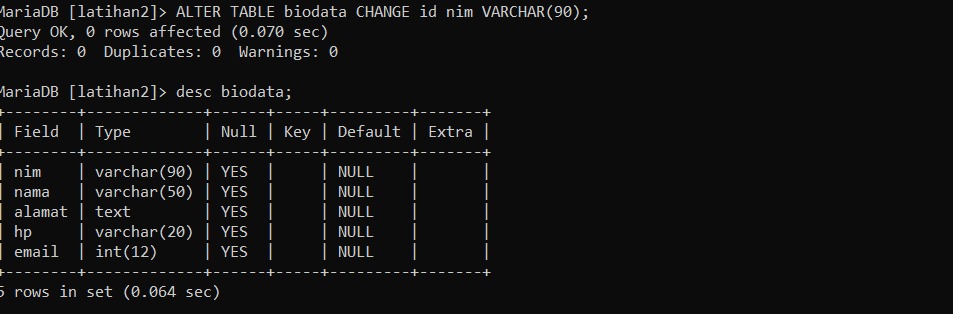 MariaDB [latihan2]> ALTER TABLE biodata CHANGE id nim VARCHAR(90);
Query OK, 0 rows affected (0.070 sec)
Records: 0  Duplicates: 0  Warnings: 0

MariaDB [latihan2]> desc biodata;
+--------+-------------+------+-----+---------+-------+
| Field  | Type        | Null | Key | Default | Extra |
+--------+-------------+------+-----+---------+-------+
| nim    | varchar(90) | YES  |     | NULL    |       |
| nama   | varchar(50) | YES  |     | NULL    |       |
| alamat | text        | YES  |     | NULL    |       |
| hp     | varchar(20) | YES  |     | NULL    |       |
| email  | int(12)     | YES  |     | NULL    |       |
+--------+-------------+------+-----+---------+-------+
5 rows in set (0.064 sec)